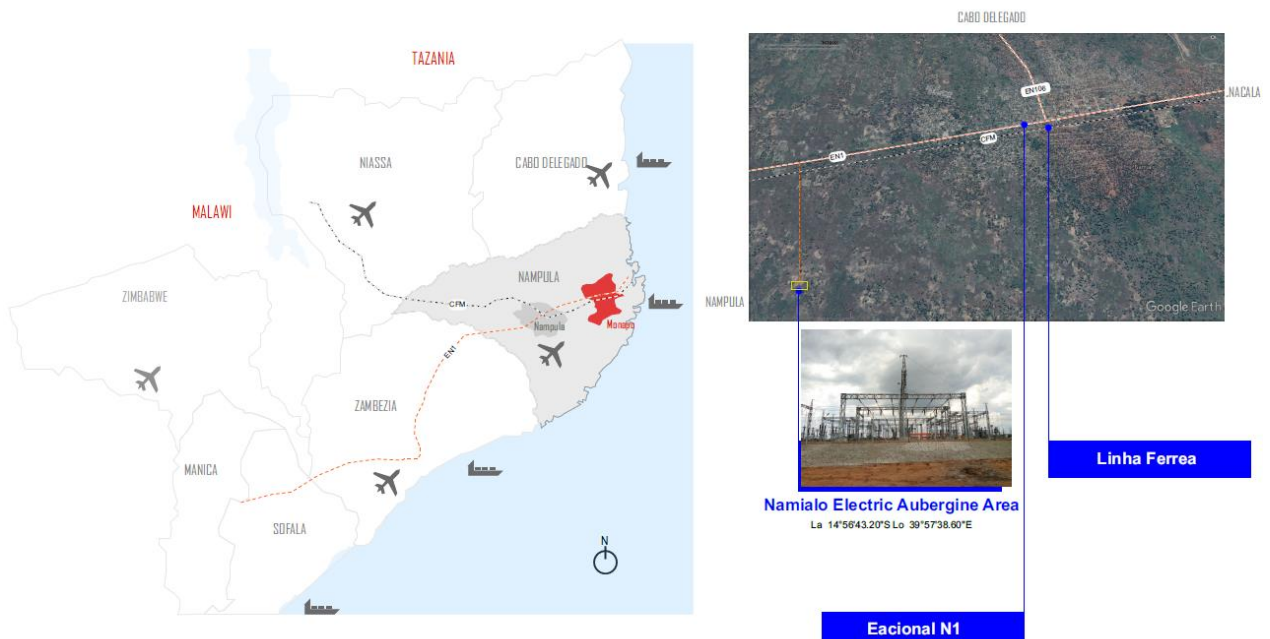 TAZANIA
NIASSA
CABO DELEGADO
MALAWI
ZIMBABWE
NAMPULA
CFM
Nampula
Monapo
EN1
ZAMBEZIA
MANICA
SOFALA
N
CABO DELEGADO
EN106
NACALA
CFM
EN1
NAMPULA
Google Earth
Linha Ferrea
Namialo Electric Aubergine Area
La 14°56'43.20"S Lo 39°57'38.60"E
Eacional N1